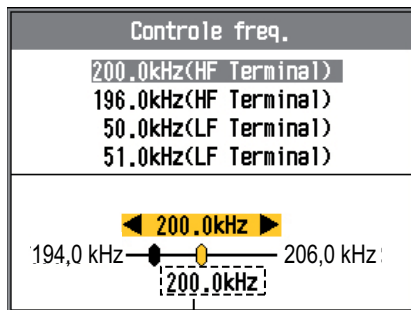 Controle freq.
200.0kHz(HF Terminal)
196.0kHz(HF Terminal)
50.0kHz(LF Terminal)
51.0kHz(LF Terminal)
◀ 200.0kHz ▶
194,0 kHz 206,0 kHz
200.0kHz